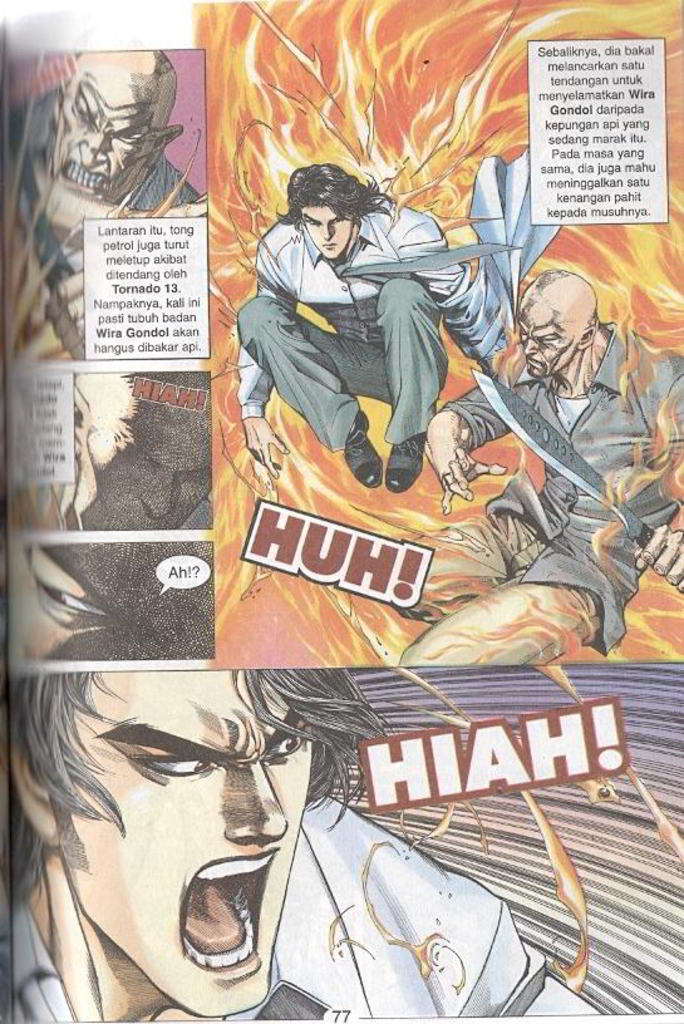 Lantaran itu, tong
petrol juga turut
meletup akibat
ditendang oleh
Tornado 13.
Nampaknya, kali ini
pasti tubuh badan
Wira Gondol akan
hangus dibakar api.
Sebaliknya, dia bakal
melancarkan satu
tendangan untuk
menyelamatkan Wira
Gondol daripada
kepungan api yang
sedang marak itu.
Pada masa yang
sama, dia juga mahu
meninggalkan satu
kenangan pahit
kepada musuhnya.
HIAH!
Wira
Ah!?
HUH!
HIAH!
77